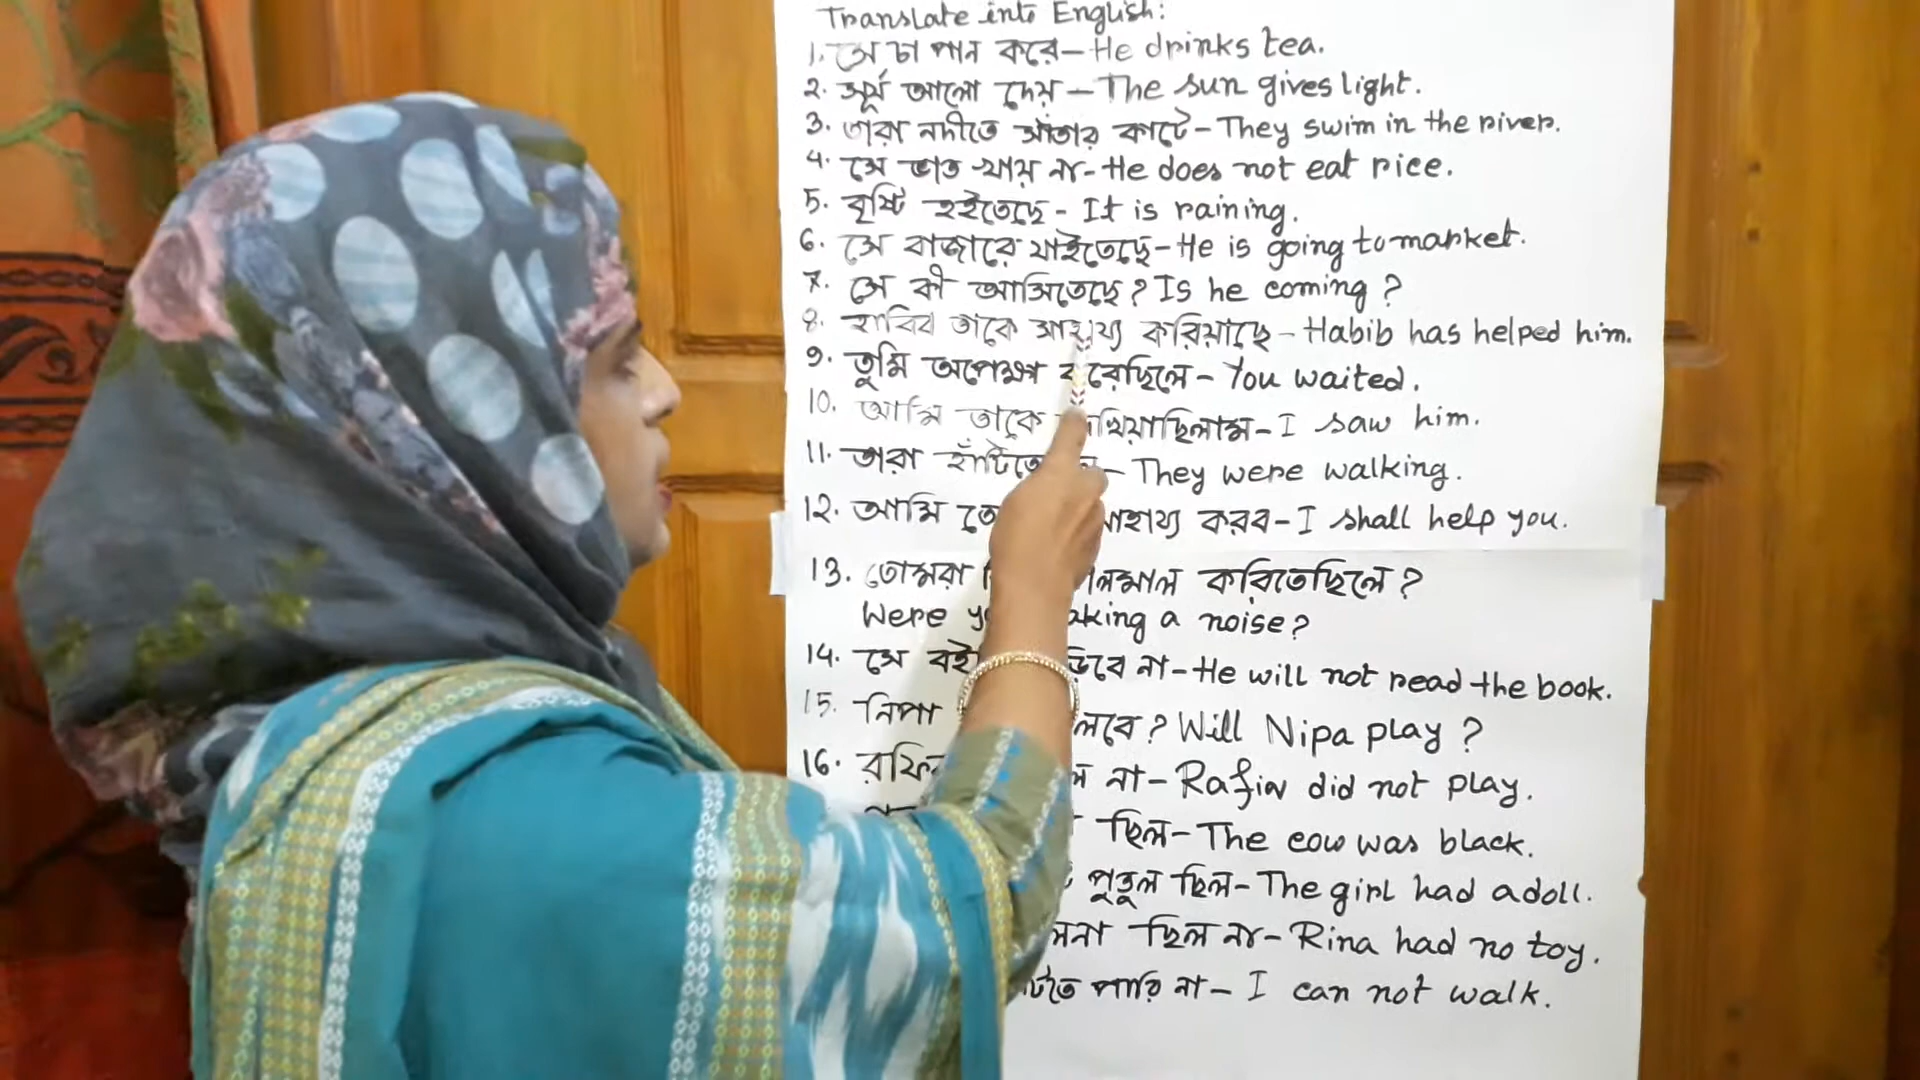 Translate into English:
1. সে চা পান করে – He drinks tea.
২. সূর্য আলো দেয় – The sun gives light.
3. তারা নদীতে সাঁতার কাটে – They swim in the river.
4. সে ভাত খায় না – He does not eat rice.
5. বৃষ্টি হইতেছে – It is raining.
6. সে বাজারে যাইতেছে – He is going to market.
7. সে কী আসিতেছে? Is he coming?
8. হাবিব তাকে সাহায্য করিয়াছে – Habib has helped him.
9. তুমি অপেক্ষা করেছিলে – You waited.
10. আমি তাকে – I saw him.
11. তারা – They were walking.
12. আমি করব – I shall help you.
13. তোমরা করিতেছিলে?
Were a noise?
14. সে না – He will not read the book.
15. নিপা ? Will Nipa play?
16. না – Rafiw did not play.
ছিল – The cow was black.
পুতুল ছিল – The girl had a doll.
ছিল না – Rina had no toy.
পারি না – I can not walk.